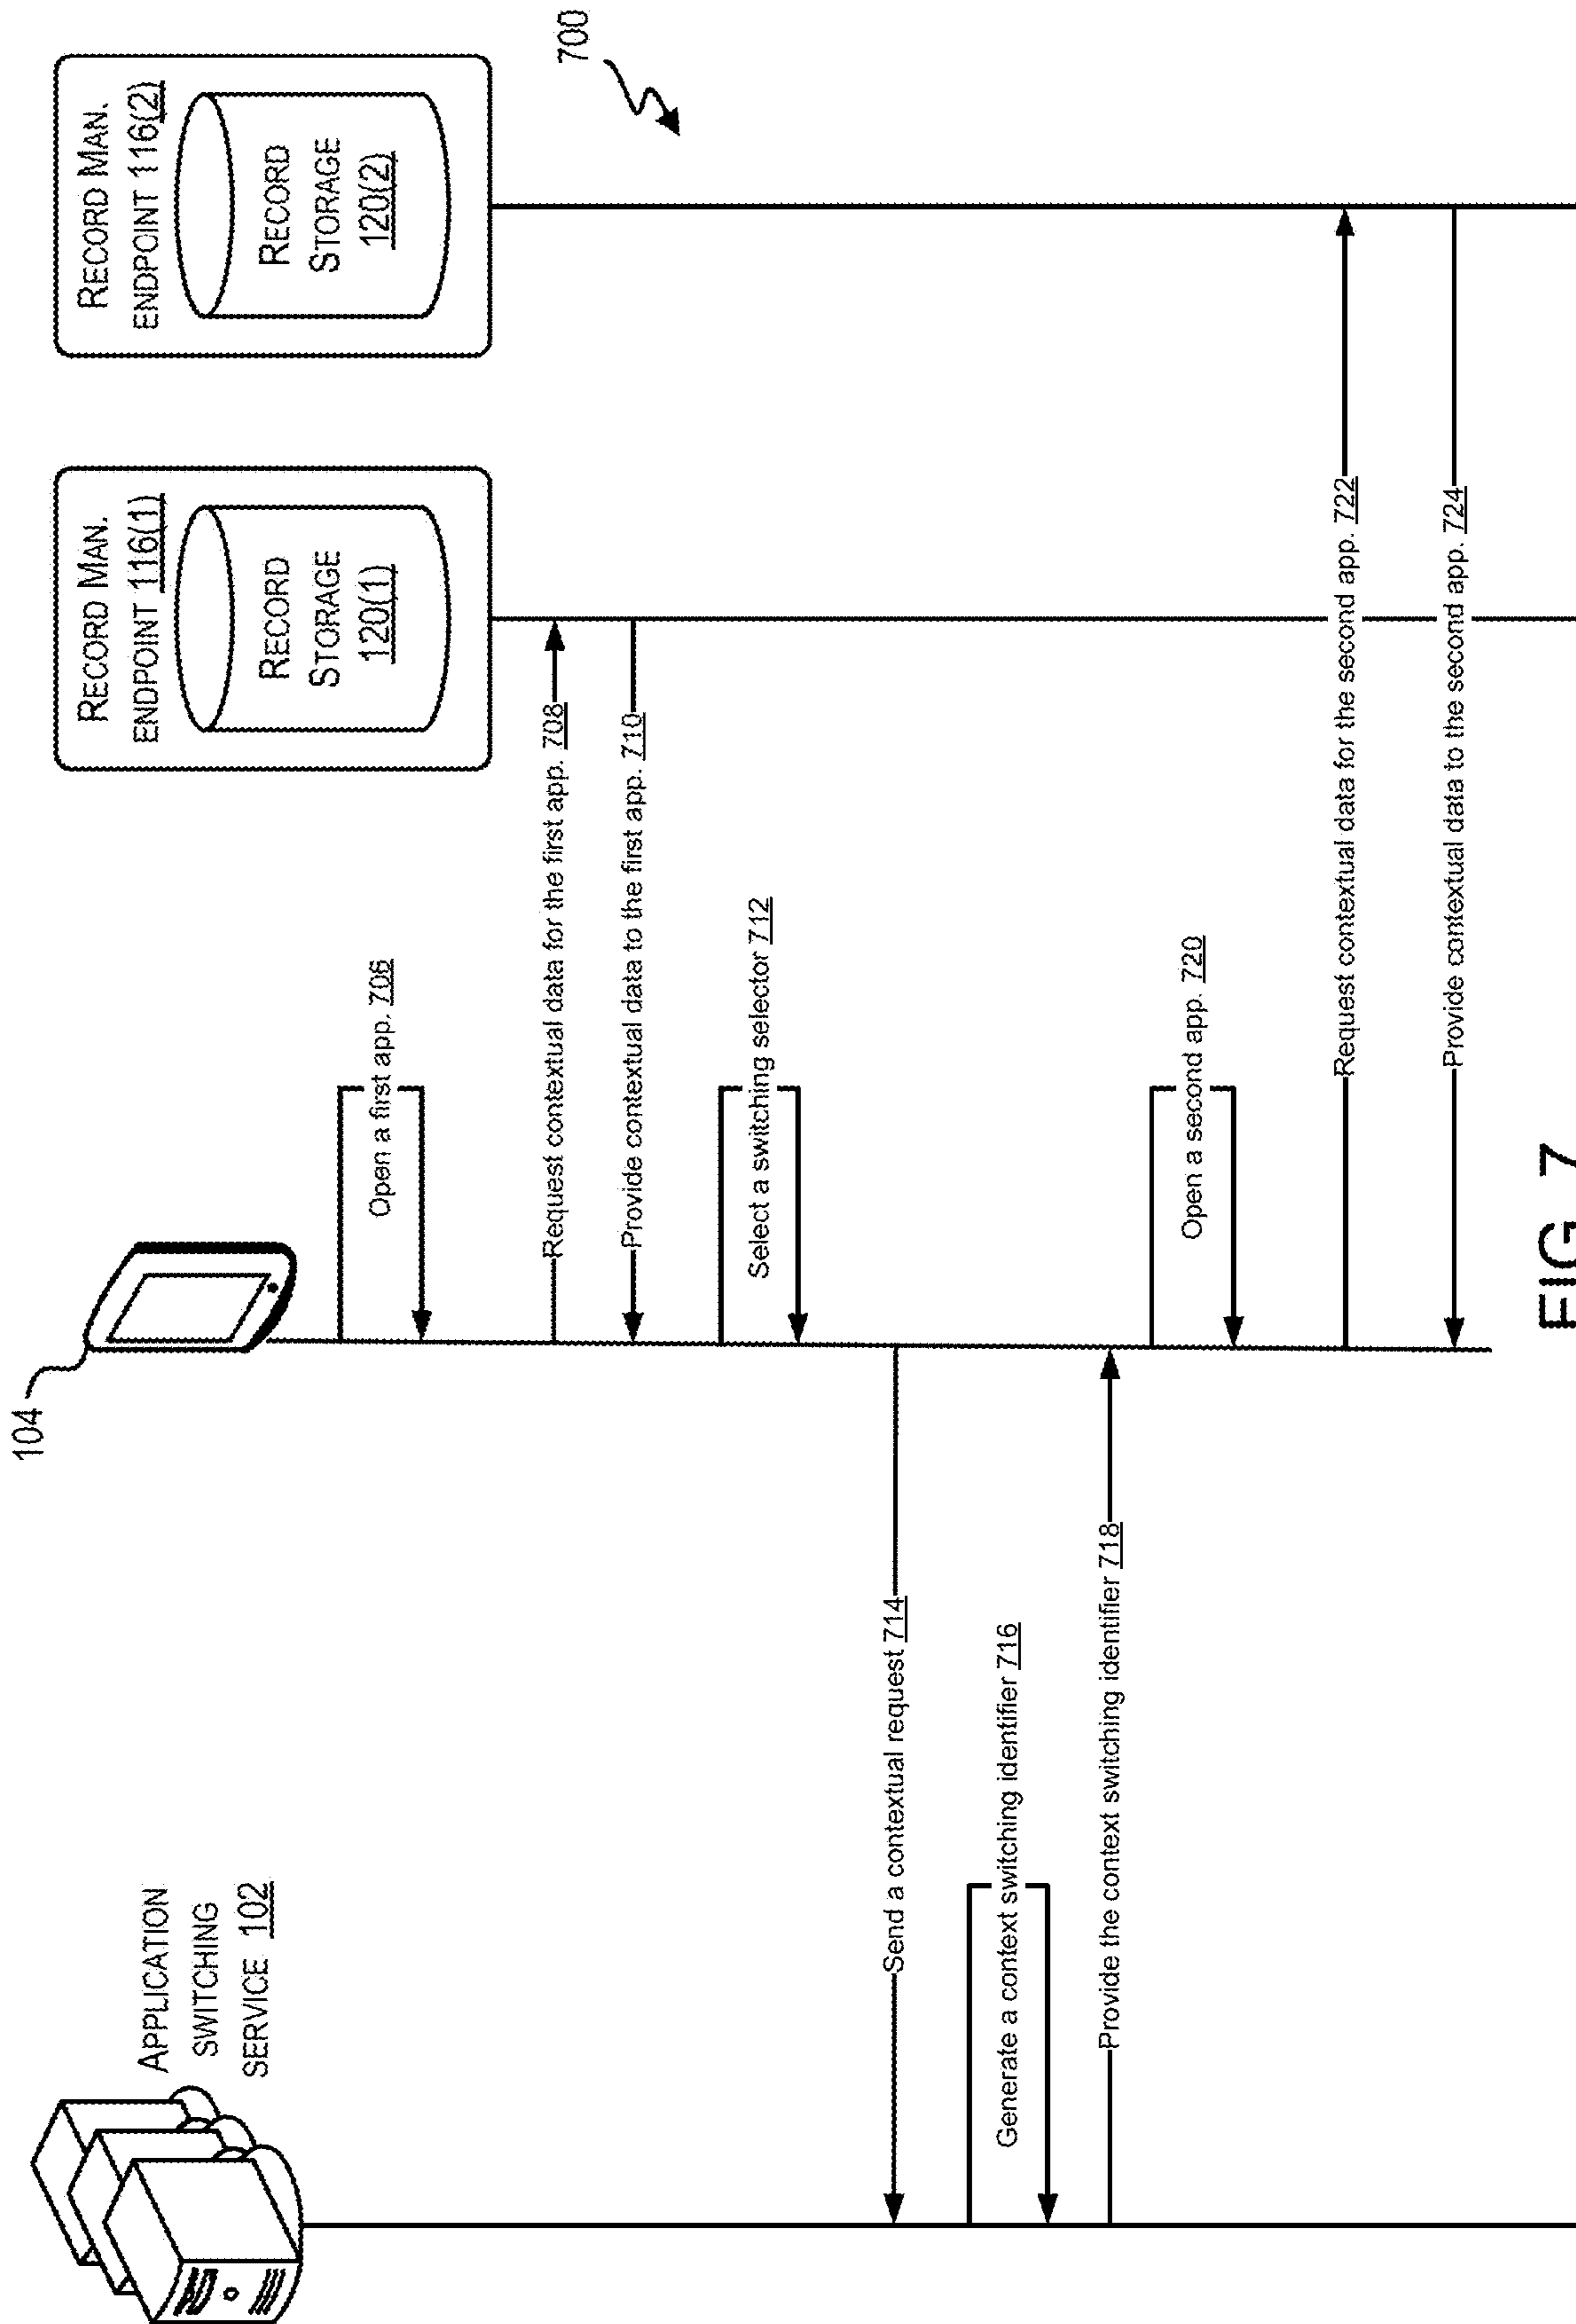 104
APPLICATION
SWITCHING
SERVICE 102
RECORD MAN.
ENDPOINT 116(1)
RECORD
STORAGE
120(1)
RECORD MAN.
ENDPOINT 116(2)
RECORD
STORAGE
120(2)
700
Open a first app. 706
Request contextual data for the first app. 708
Provide contextual data to the first app. 710
Select a switching selector 712
Send a contextual request 714
Generate a context switching identifier 716
Provide the context switching identifier 718
Open a second app. 720
Request contextual data for the second app. 722
Provide contextual data to the second app. 724
FIG 7